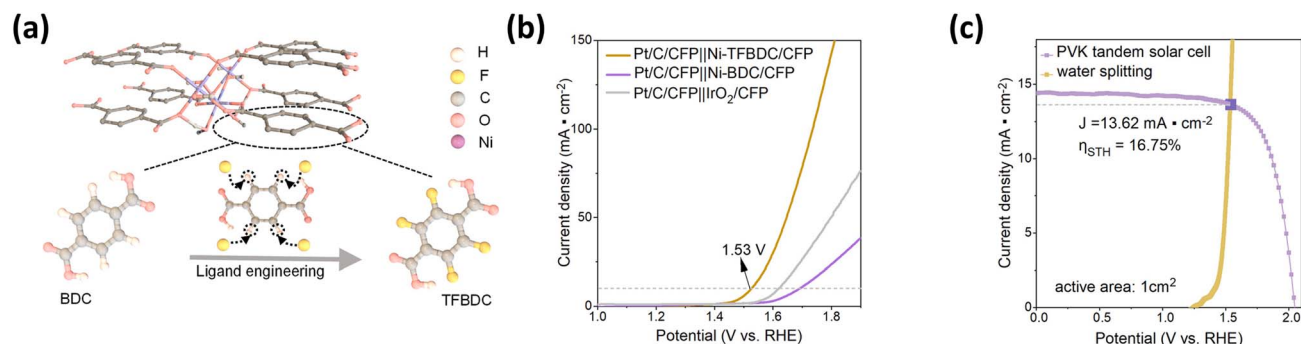 (a)
H
F
C
O
Ni
BDC
Ligand engineering
TFBDC
(b)
Current density (mA ▪ cm⁻²)
150
100
75
50
25
0
Pt/C/CFP||Ni-TFBDC/CFP
Pt/C/CFP||Ni-BDC/CFP
Pt/C/CFP||IrO₂/CFP
1.53 V
1.0
1.2
1.4
1.6
1.8
Potential (V vs. RHE)
(c)
Current density (mA ▪ cm⁻²)
15
10
5
0
PVK tandem solar cell
water splitting
J =13.62 mA ▪ cm⁻²
ηSTH = 16.75%
active area: 1cm²
0.0
0.5
1.0
1.5
2.0
Potential (V vs. RHE)